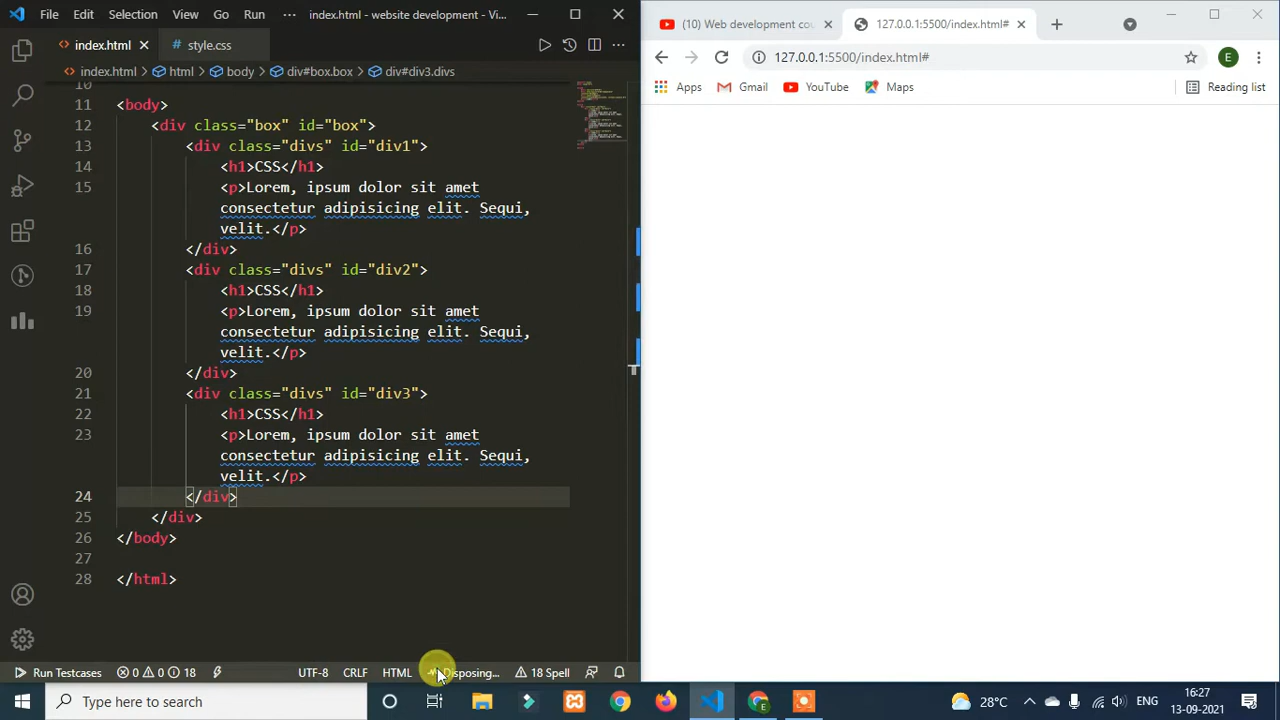 File Edit Selection View Go Run ··· index.html - website development - Vi...
index.html style.css
index.html > html > body > div#box.box > div#div3.divs
10
11 <body>
12 <div class="box" id="box">
13 <div class="divs" id="div1">
14 <h1>CSS</h1>
15 <p>Lorem, ipsum dolor sit amet
consectetur adipisicing elit. Sequi,
velit.</p>
16 </div>
17 <div class="divs" id="div2">
18 <h1>CSS</h1>
19 <p>Lorem, ipsum dolor sit amet
consectetur adipisicing elit. Sequi,
velit.</p>
20 </div>
21 <div class="divs" id="div3">
22 <h1>CSS</h1>
23 <p>Lorem, ipsum dolor sit amet
consectetur adipisicing elit. Sequi,
velit.</p>
24 </div>
25 </div>
26 </body>
27
28 </html>
Run Testcases 0 0 18 UTF-8 CRLF HTML Disposing... 18 Spell
(10) Web development cou 127.0.0.1:5500/index.html#
127.0.0.1:5500/index.html# E
Apps Gmail YouTube Maps Reading list
Type here to search 28°C ENG 16:27
13-09-2021